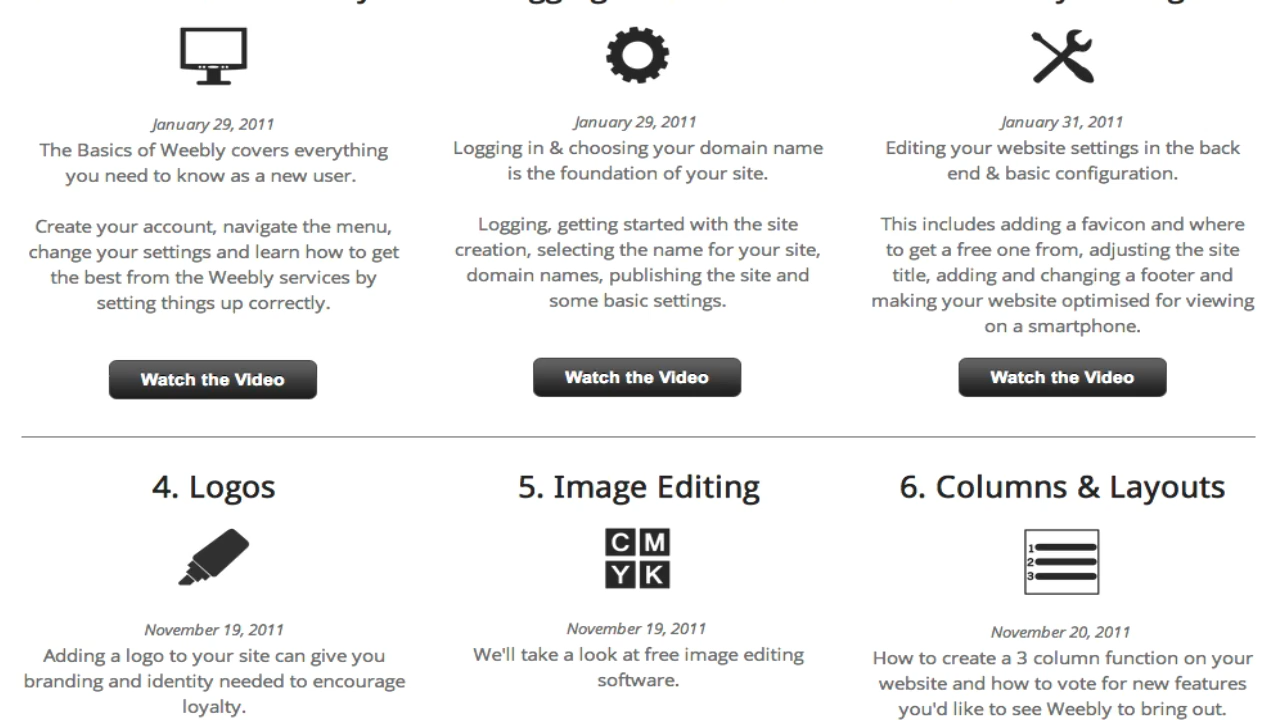 January 29, 2011
The Basics of Weebly covers everything
you need to know as a new user.
Create your account, navigate the menu,
change your settings and learn how to get
the best from the Weebly services by
setting things up correctly.
Watch the Video
January 29, 2011
Logging in & choosing your domain name
is the foundation of your site.
Logging, getting started with the site
creation, selecting the name for your site,
domain names, publishing the site and
some basic settings.
Watch the Video
January 31, 2011
Editing your website settings in the back
end & basic configuration.
This includes adding a favicon and where
to get a free one from, adjusting the site
title, adding and changing a footer and
making your website optimised for viewing
on a smartphone.
Watch the Video
4. Logos
November 19, 2011
Adding a logo to your site can give you
branding and identity needed to encourage
loyalty.
5. Image Editing
C M
Y K
November 19, 2011
We'll take a look at free image editing
software.
6. Columns & Layouts
1
2
3
November 20, 2011
How to create a 3 column function on your
website and how to vote for new features
you'd like to see Weebly to bring out.